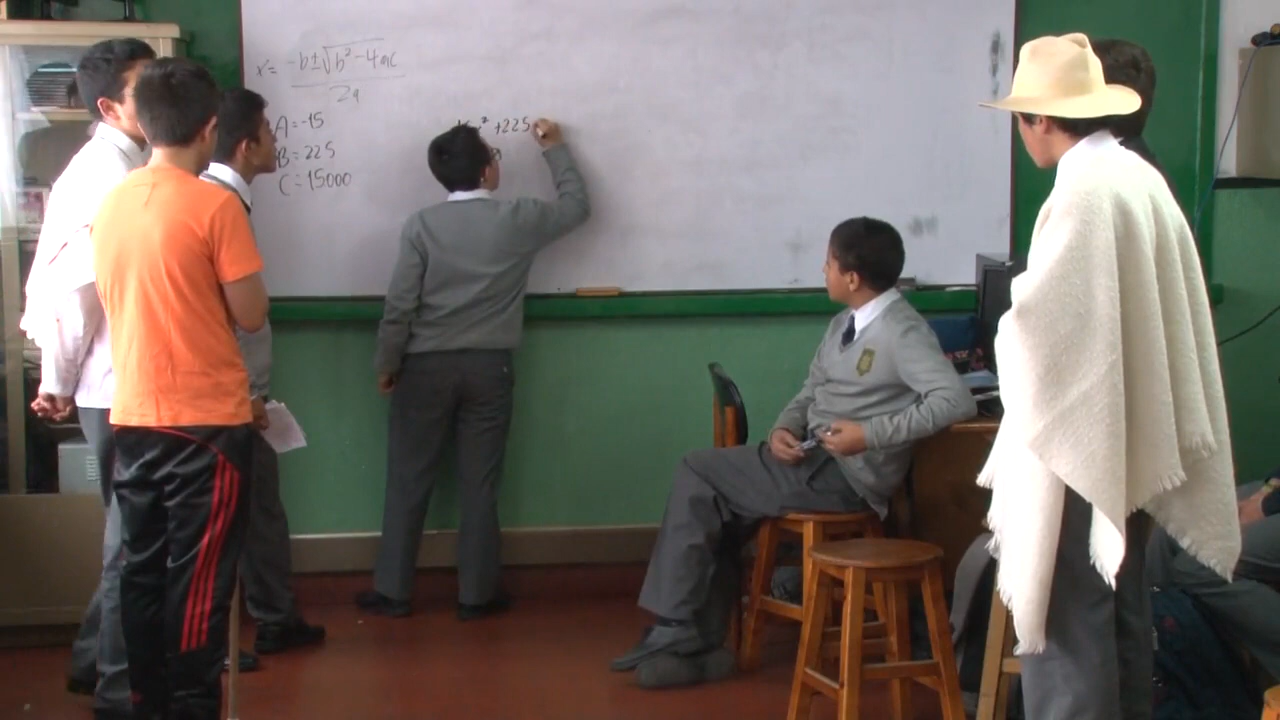 x = -b±√b²-4ac
2a
A = -15
B = 225
C = 15000
x² +225